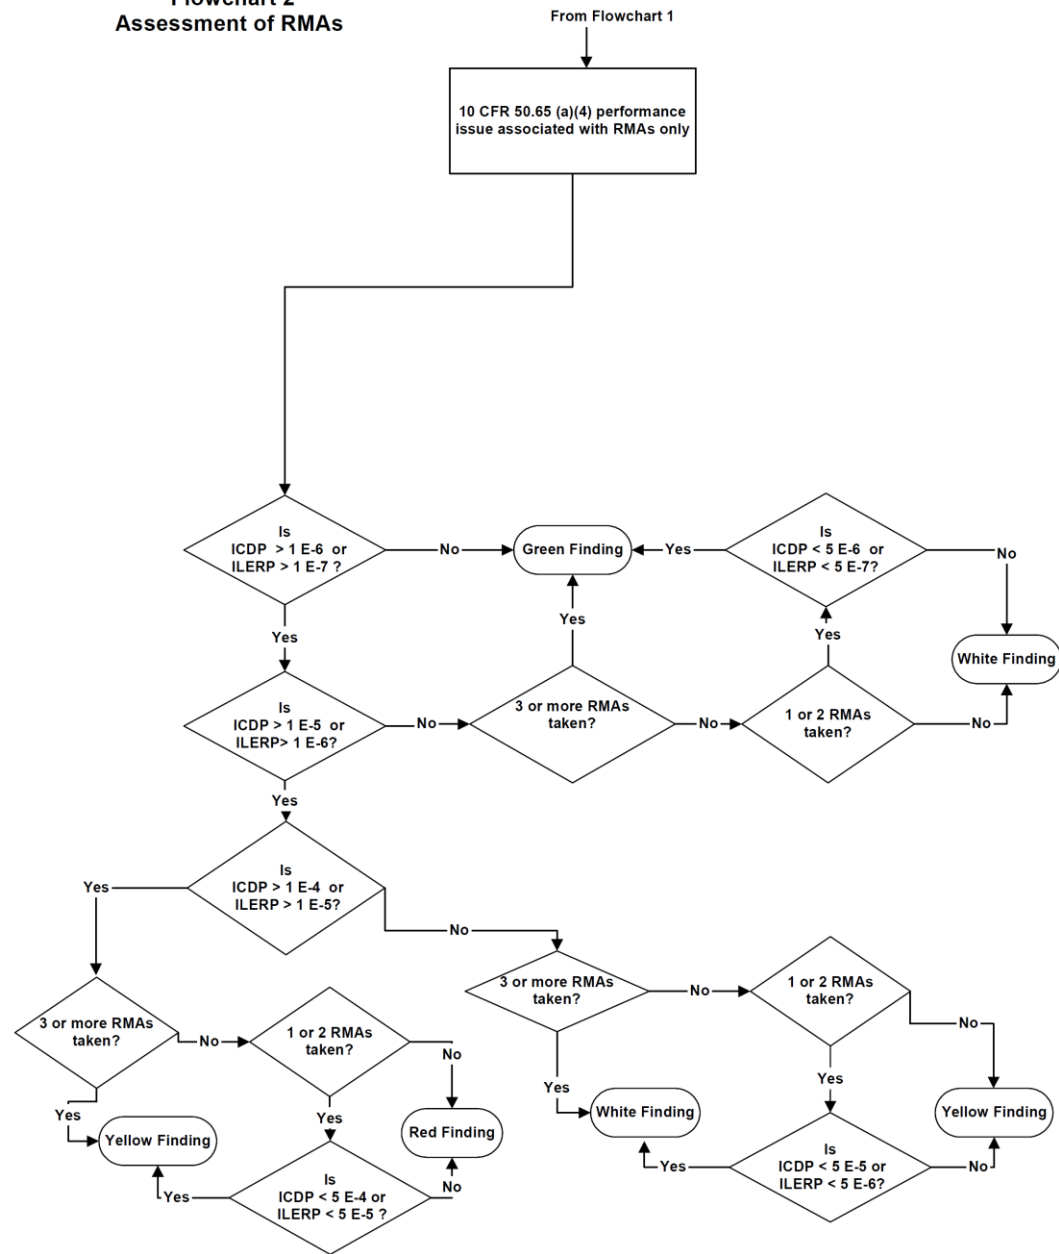 Flowchart 2
Assessment of RMAs
From Flowchart 1
10 CFR 50.65 (a)(4) performance
issue associated with RMAs only
Is
ICDP > 1 E-6 or
ILERP > 1 E-7 ?
No
Green Finding
Yes
Is
ICDP < 5 E-6 or
ILERP < 5 E-7?
No
Yes
Yes
Yes
White Finding
Is
ICDP > 1 E-5 or
ILERP> 1 E-6?
No
3 or more RMAs
taken?
No
1 or 2 RMAs
taken?
No
Yes
Is
ICDP > 1 E-4 or
ILERP > 1 E-5?
Yes
No
3 or more RMAs
taken?
No
1 or 2 RMAs
taken?
No
3 or more RMAs
taken?
No
1 or 2 RMAs
taken?
No
Yes
Yes
Yes
Yes
Yellow Finding
Red Finding
White Finding
Yellow Finding
Is
ICDP < 5 E-4 or
ILERP < 5 E-5 ?
Yes
No
Is
ICDP < 5 E-5 or
ILERP < 5 E-6?
Yes
No